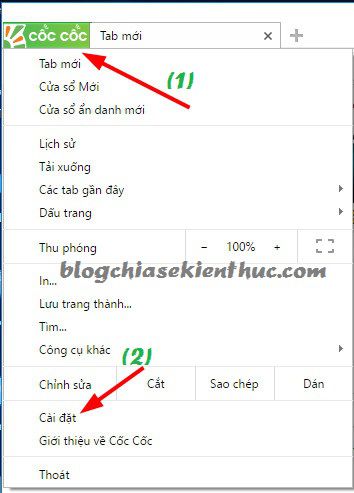 CỐC CỐC Tab mới
Tab mới
(1)
Cửa sổ Mới
Cửa sổ ẩn danh mới
Lịch sử
Tải xuống
Các tab gần đây
Dấu trang
Thu phóng − 100% +
blogchiasekienthuc.com
In...
Lưu trang thành...
Tìm...
Công cụ khác
(2)
Chỉnh sửa Cắt Sao chép Dán
Cài đặt
Giới thiệu về Cốc Cốc
Thoát